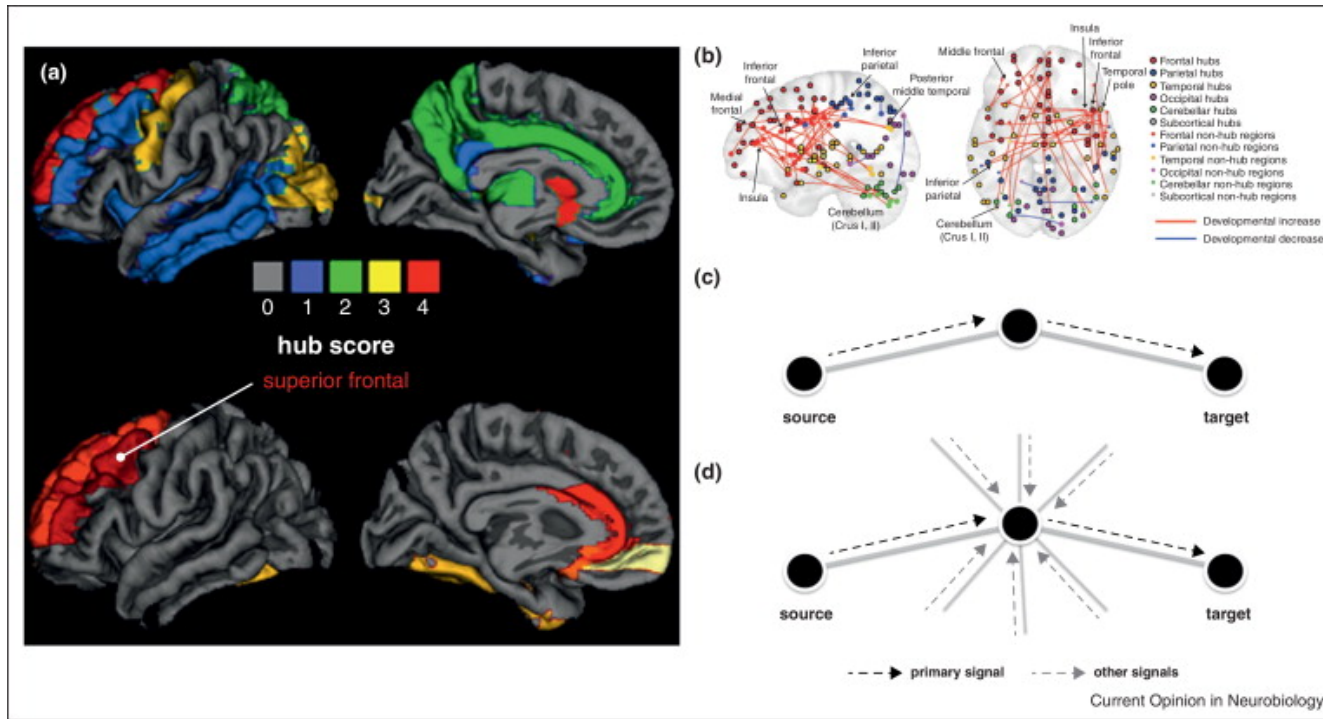 (a)
0 1 2 3 4
hub score
superior frontal
(b)
Inferior
frontal
Medial
frontal
Inferior
parietal
Posterior
middle temporal
Insula
Cerebellum
(Crus I, II)
Middle frontal
Insula
Inferior
frontal
Temporal
pole
Inferior
parietal
Cerebellum
(Crus I, II)
Frontal hubs
Parietal hubs
Temporal hubs
Occipital hubs
Cerebellar hubs
Subcortical hubs
Frontal non-hub regions
Parietal non-hub regions
Temporal non-hub regions
Occipital non-hub regions
Cerebellar non-hub regions
Subcortical non-hub regions
Developmental increase
Developmental decrease
(c)
source
target
(d)
source
target
primary signal
other signals
Current Opinion in Neurobiology